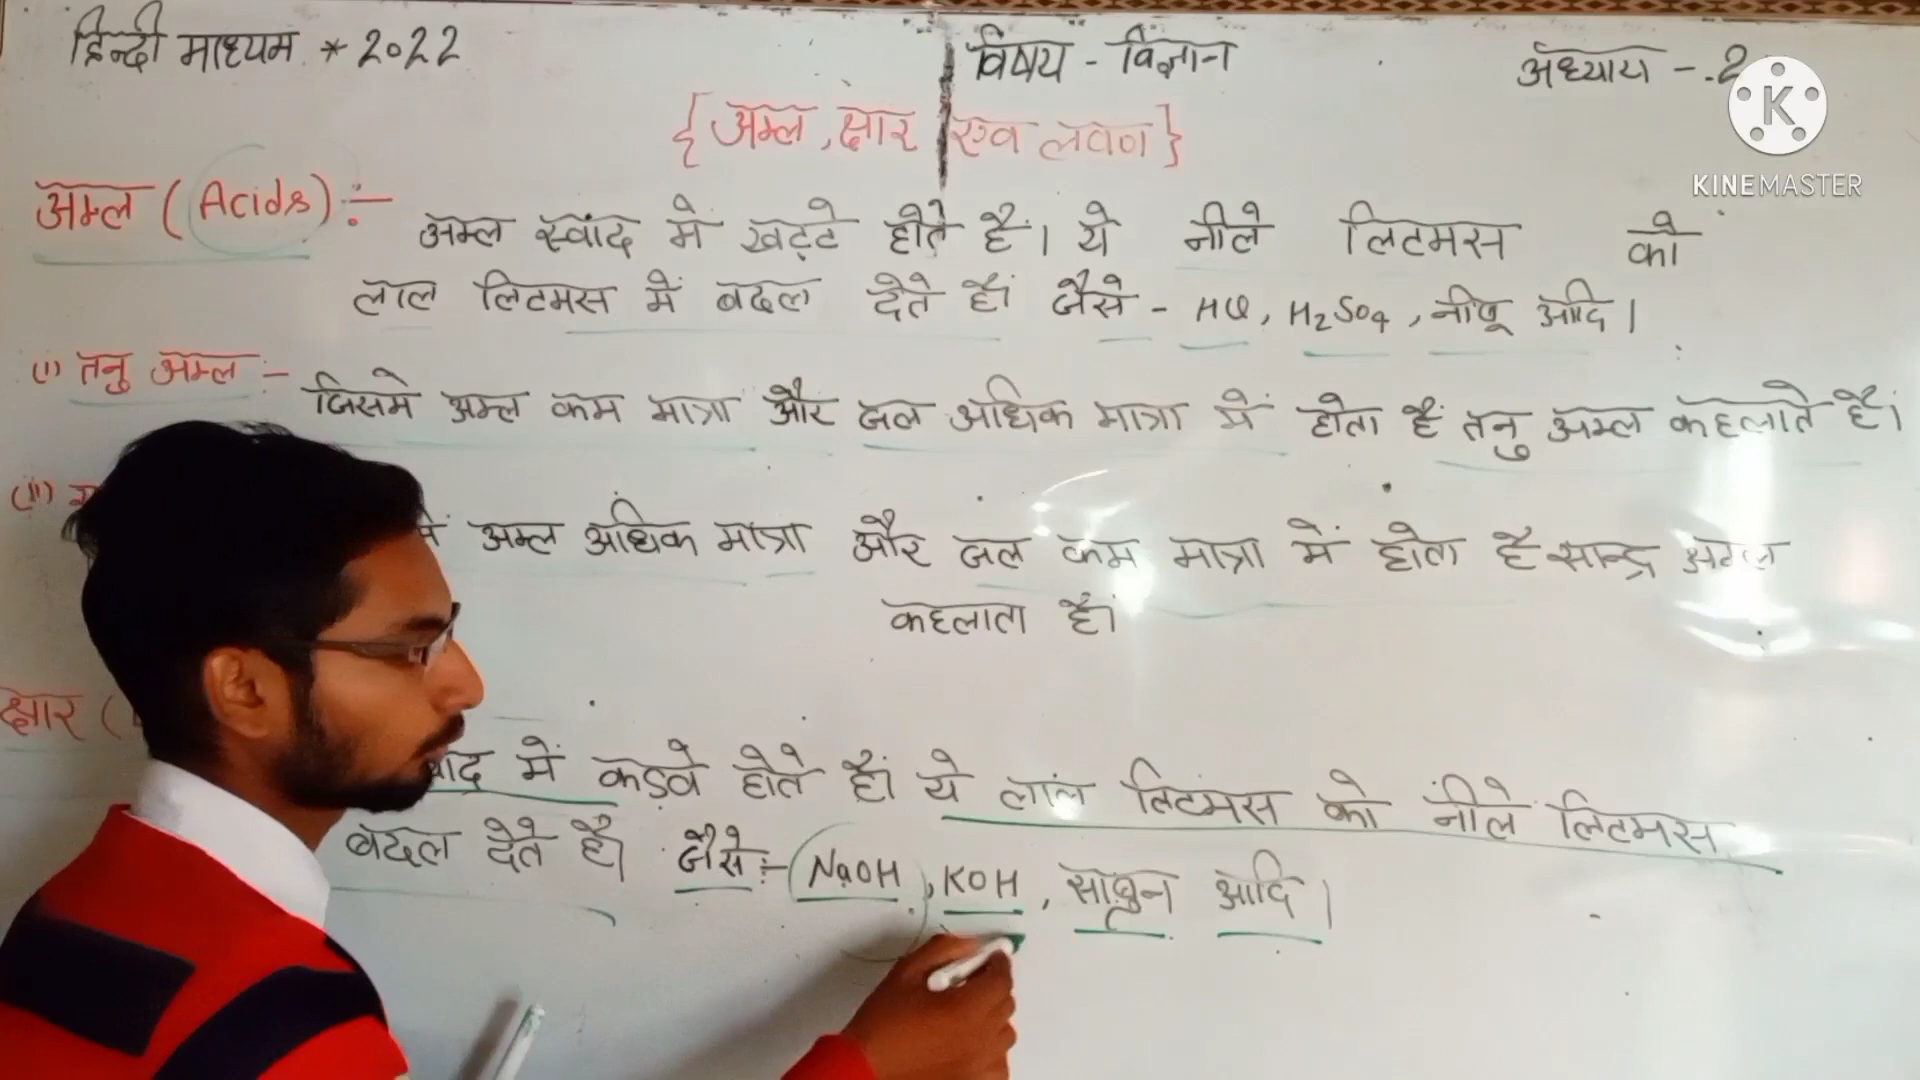 हिन्दी माध्यम * 2022
विषय - विज्ञान
अध्याय - 2
KINEMASTER
{अम्ल, क्षार एव लवण}
अम्ल (Acids) :-
अम्ल स्वाद में खट्टे होते हैं। ये नीले लिटमस को
लाल लिटमस में बदल देते हैं। जैसे - HCl, H2SO4, नीबू आदि।
(i) तनु अम्ल :-
जिसमे अम्ल कम मात्रा और जल अधिक मात्रा में होता है तनु अम्ल कहलाते है।
(ii)
अम्ल अधिक मात्रा और जल कम मात्रा में होता है सान्द्र अम्ल
कहलाता है।
क्षार (
में कड़वे होते हैं। ये लाल लिटमस को नीले लिटमस
बदल देते है। जैसे :- NaOH, KOH, साबुन आदि।